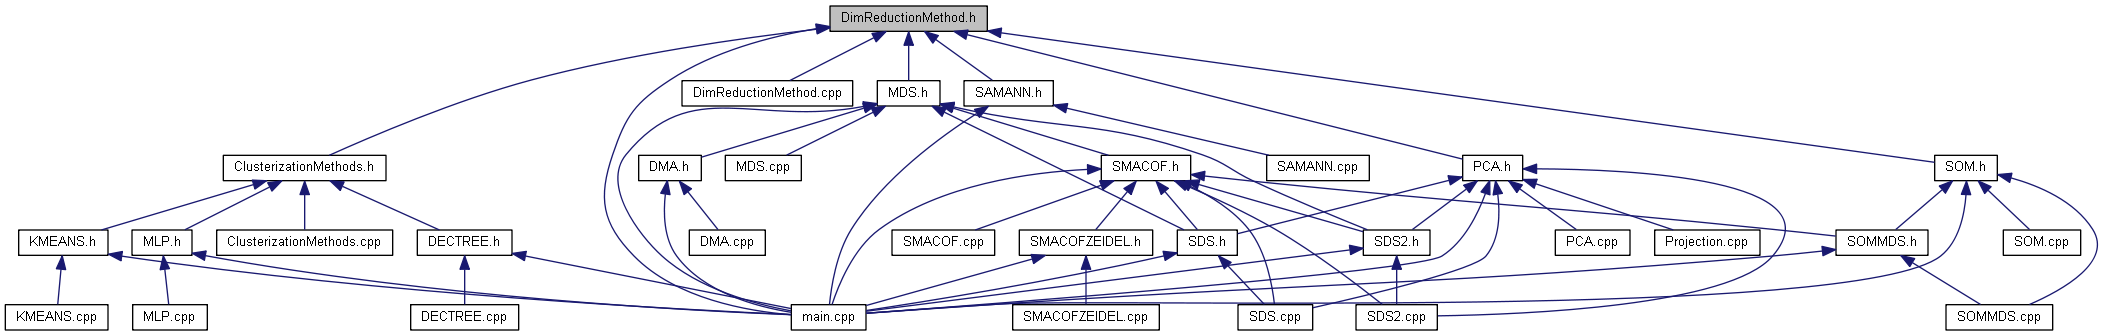 DimReductionMethod.h
DimReductionMethod.cpp
MDS.h
SAMANN.h
ClusterizationMethods.h
DMA.h
MDS.cpp
SMACOF.h
SAMANN.cpp
PCA.h
SOM.h
KMEANS.h
MLP.h
ClusterizationMethods.cpp
DECTREE.h
DMA.cpp
SMACOF.cpp
SMACOFZEIDEL.h
SDS.h
SDS2.h
PCA.cpp
Projection.cpp
SOMMDS.h
SOM.cpp
KMEANS.cpp
MLP.cpp
DECTREE.cpp
main.cpp
SMACOFZEIDEL.cpp
SDS.cpp
SDS2.cpp
SOMMDS.cpp